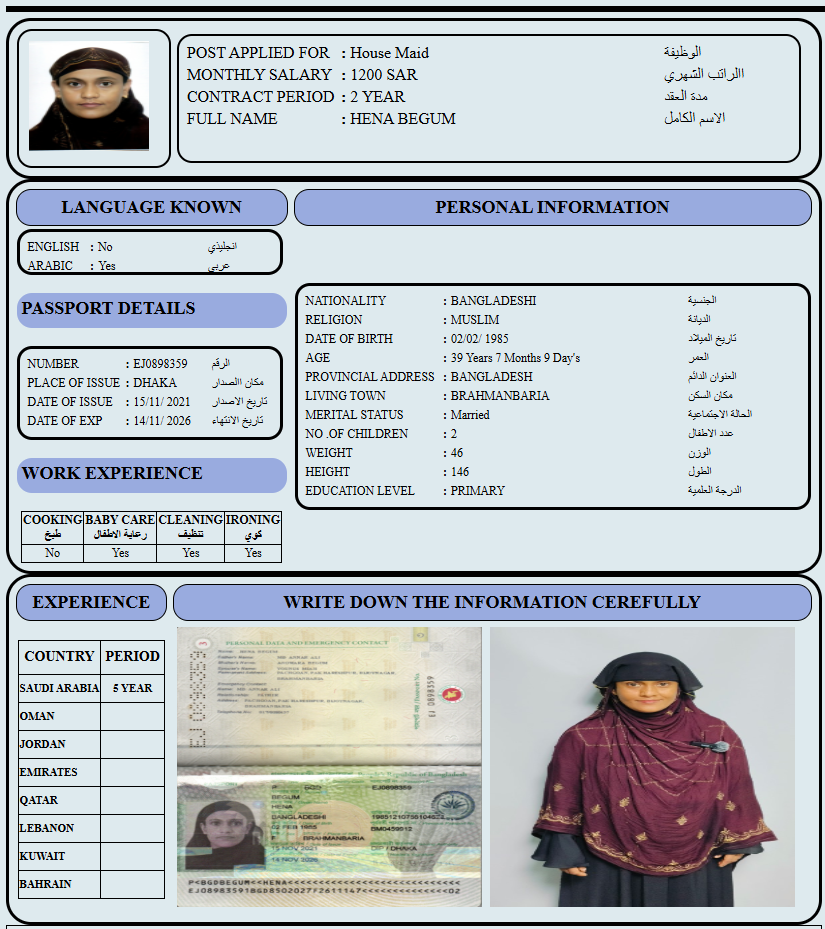 POST APPLIED FOR : House Maid الوظيفة
MONTHLY SALARY : 1200 SAR االراتب الشهري
CONTRACT PERIOD : 2 YEAR مدة العقد
FULL NAME : HENA BEGUM الاسم الكامل
LANGUAGE KNOWN
ENGLISH : No انجليذي
ARABIC : Yes عربي
PASSPORT DETAILS
NUMBER : EJ0898359 الرقم
PLACE OF ISSUE : DHAKA مكان االصدار
DATE OF ISSUE : 15/11/ 2021 تاريخ الاصدار
DATE OF EXP : 14/11/ 2026 تاريخ الانتهاء
WORK EXPERIENCE
COOKING BABY CARE CLEANING IRONING
طبخ رعاية الاطفال تنظيف كوي
No Yes Yes Yes
PERSONAL INFORMATION
NATIONALITY : BANGLADESHI الجنسية
RELIGION : MUSLIM الديانة
DATE OF BIRTH : 02/02/ 1985 تاريخ الميلاد
AGE : 39 Years 7 Months 9 Day's العمر
PROVINCIAL ADDRESS : BANGLADESH العنوان الدائم
LIVING TOWN : BRAHMANBARIA مكان السكن
MERITAL STATUS : Married الحالة الاجتماعية
NO .OF CHILDREN : 2 عدد الاطفال
WEIGHT : 46 الوزن
HEIGHT : 146 الطول
EDUCATION LEVEL : PRIMARY الدرجة العلمية
EXPERIENCE
COUNTRY PERIOD
SAUDI ARABIA 5 YEAR
OMAN
JORDAN
EMIRATES
QATAR
LEBANON
KUWAIT
BAHRAIN
WRITE DOWN THE INFORMATION CEREFULLY
PERSONAL DATA AND EMERGENCY CONTACT
EJ 0898359
EJ0898359
BEGUM
HENA
BANGLADESHI
02 FEB 1985
BRAHMANBARIA
15 NOV 2021 DIP/DHAKA
14 NOV 2026
P<BGDBEGUM<<HENA<<<<<<<<<<<<<<<<<<<<<<<<<<<<